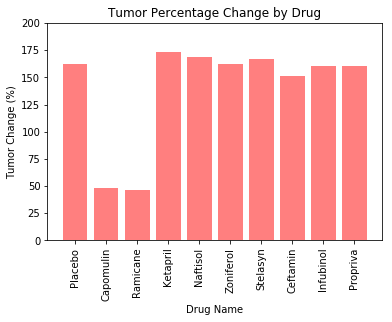 Tumor Percentage Change by Drug
Tumor Change (%)
200
175
150
125
100
75
50
25
0
Placebo
Capomulin
Ramicane
Ketapril
Naftisol
Zoniferol
Stelasyn
Ceftamin
Infubinol
Propriva
Drug Name